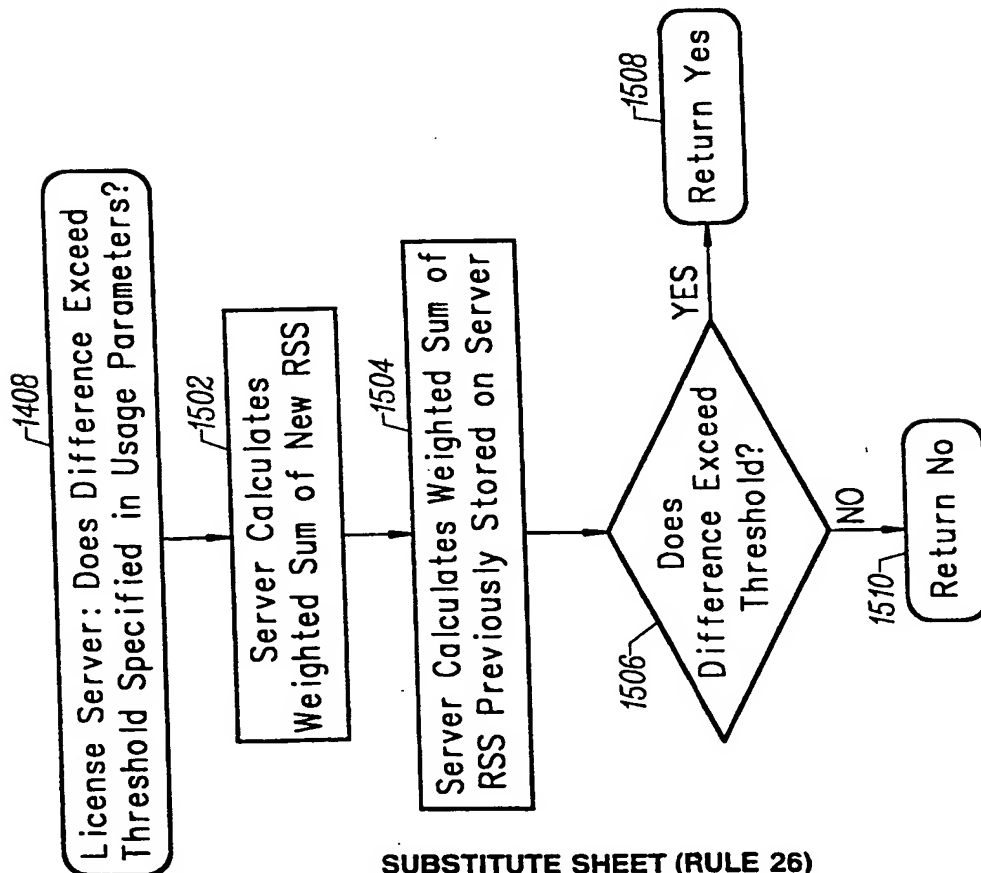 1408
License Server: Does Difference Exceed
Threshold Specified in Usage Parameters?
1502
Server Calculates
Weighted Sum of New RSS
1504
Server Calculates Weighted Sum of
RSS Previously Stored on Server
1506
Does
Difference Exceed
Threshold?
YES
1508
Return Yes
NO
1510
Return No
SUBSTITUTE SHEET (RULE 26)